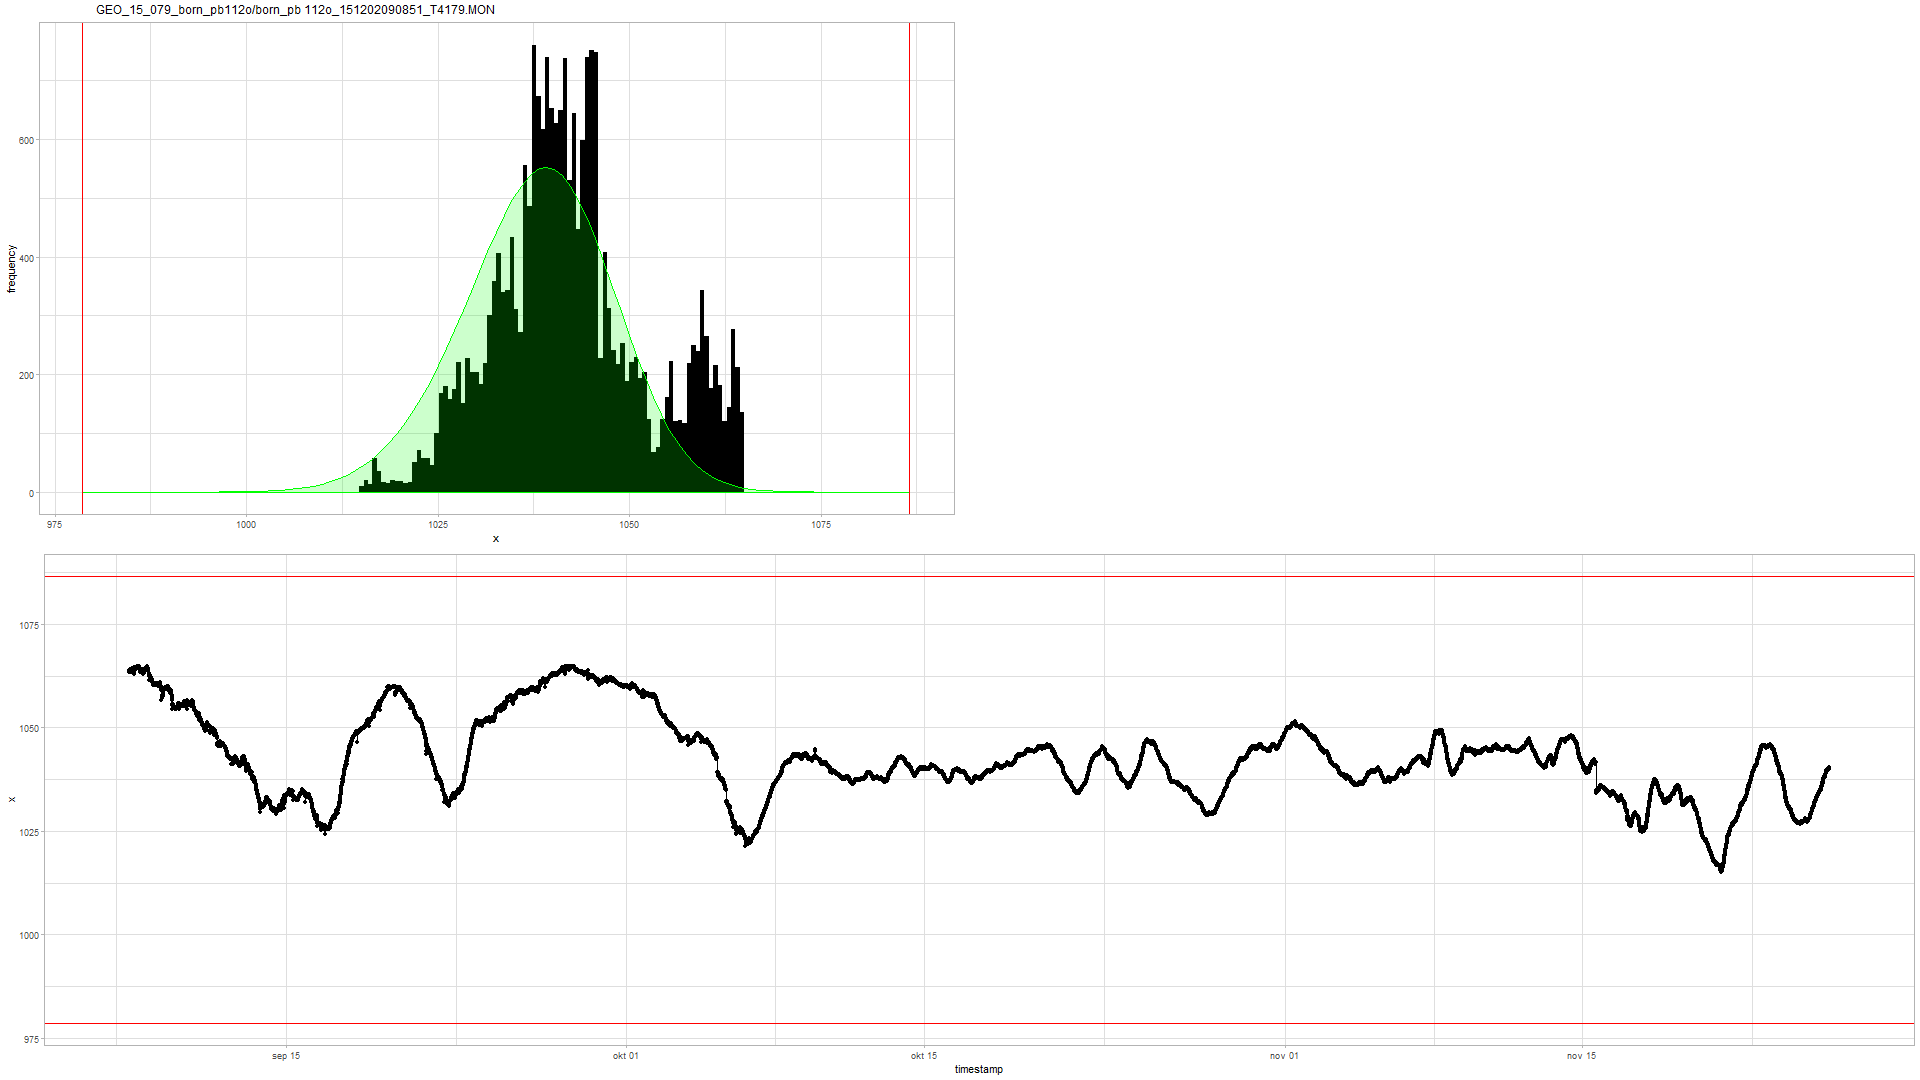 GEO_15_079_born_pb112o/born_pb 112o_151202090851_T4179.MON
600
400
200
0
frequency
975 1000 1025 1050 1075
x
1075
1050
1025
1000
975
x
sep 15 okt 01 okt 15 nov 01 nov 15
timestamp